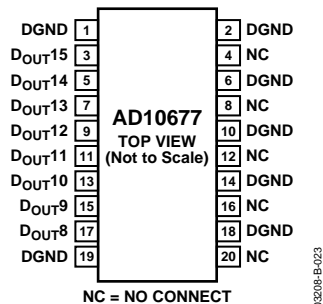 DGND 1 2 DGND
DOUT15 3 4 NC
DOUT14 5 6 DGND
DOUT13 7 8 NC
DOUT12 9 10 DGND
DOUT11 11 12 NC
DOUT10 13 14 DGND
DOUT9 15 16 NC
DOUT8 17 18 DGND
DGND 19 20 NC
AD10677
TOP VIEW
(Not to Scale)
NC = NO CONNECT